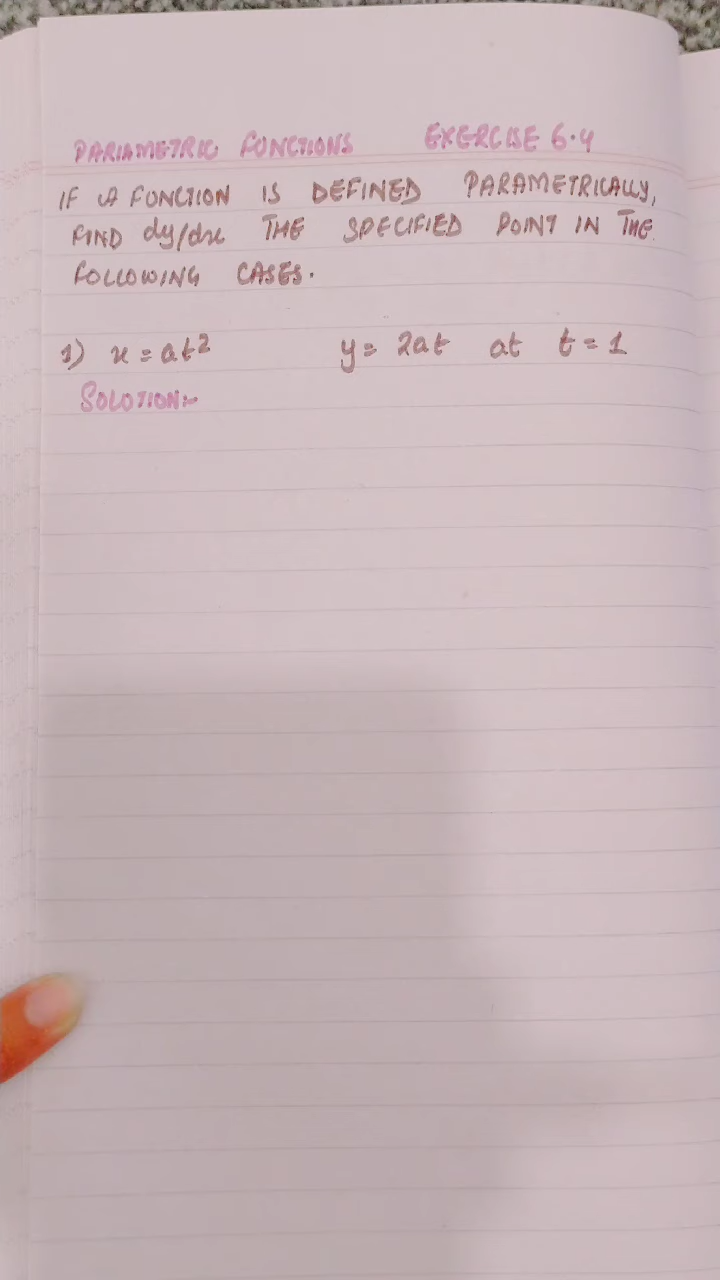 PARAMETRIC FUNCTIONS EXERCISE 6.4
IF A FUNCTION IS DEFINED PARAMETRICALLY,
FIND dy/dx THE SPECIFIED POINT IN THE
FOLLOWING CASES.
1) x = at² y = 2at at t = 1
SOLUTION:-